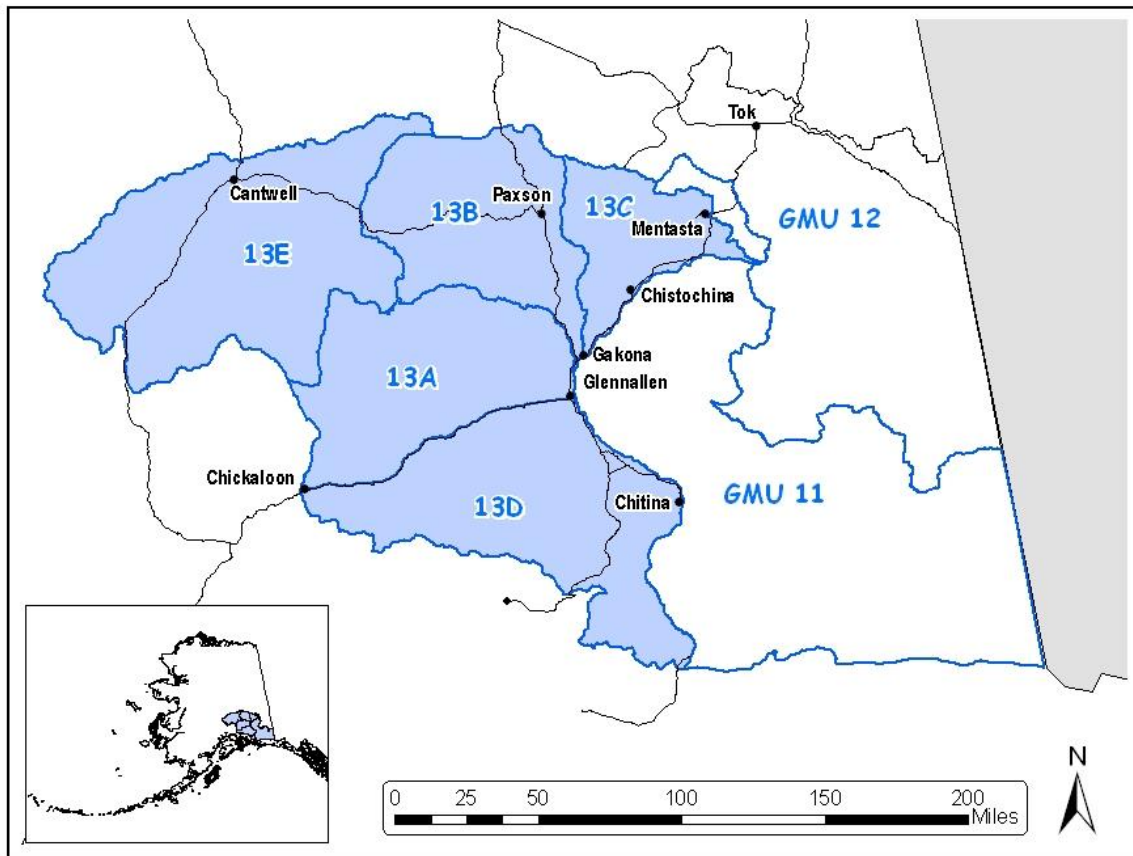 Tok
Cantwell
Paxson
13B
13C
Mentasta
GMU 12
13E
Chistochina
Gakona
13A
Glennallen
Chickaloon
13D
Chitina
GMU 11
N
0 25 50 100 150 200
Miles